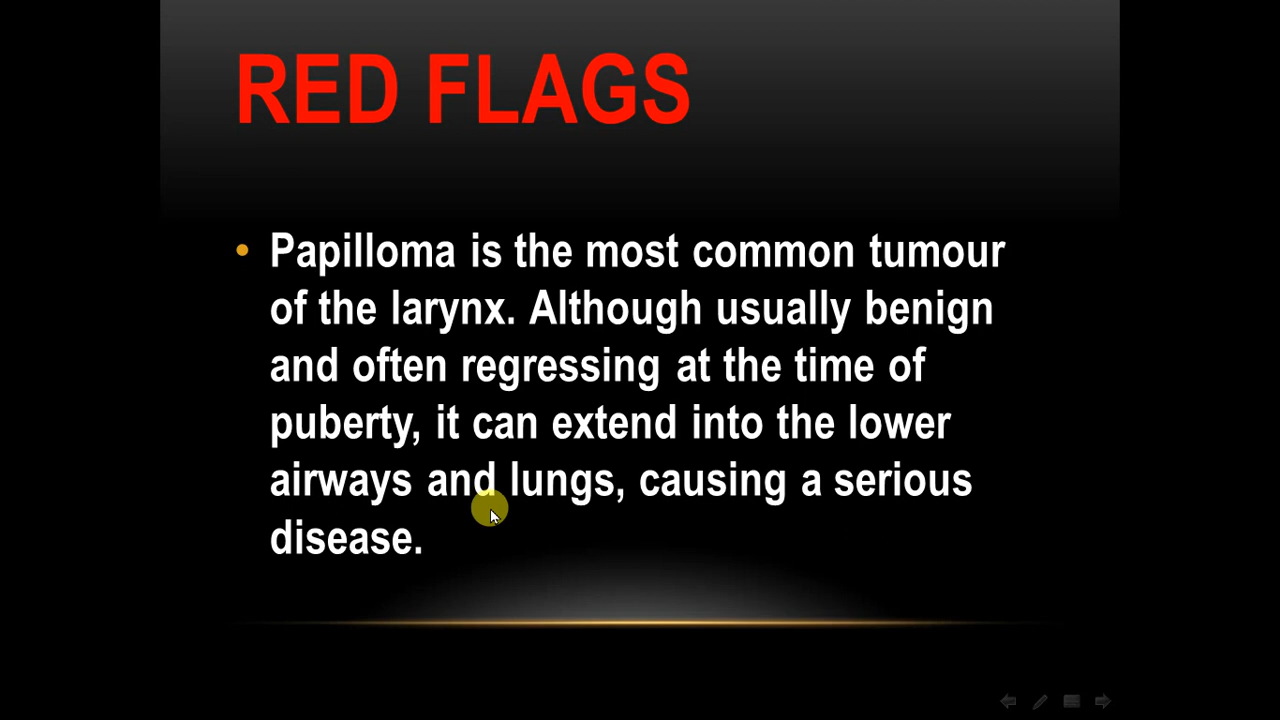 RED FLAGS
• Papilloma is the most common tumour
of the larynx. Although usually benign
and often regressing at the time of
puberty, it can extend into the lower
airways and lungs, causing a serious
disease.